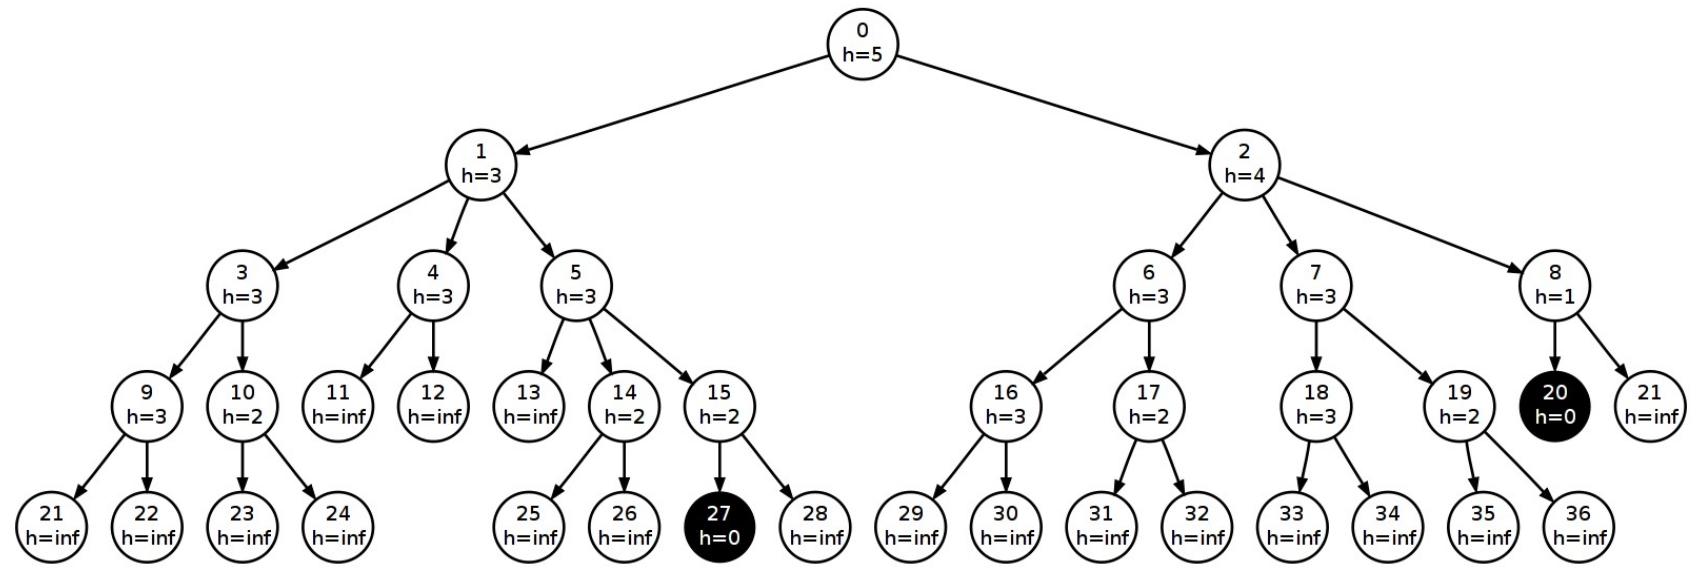 0
h=5
1
h=3
2
h=4
3
h=3
4
h=3
5
h=3
6
h=3
7
h=3
8
h=1
9
h=3
10
h=2
11
h=inf
12
h=inf
13
h=inf
14
h=2
15
h=2
16
h=3
17
h=2
18
h=3
19
h=2
20
h=0
21
h=inf
21
h=inf
22
h=inf
23
h=inf
24
h=inf
25
h=inf
26
h=inf
27
h=0
28
h=inf
29
h=inf
30
h=inf
31
h=inf
32
h=inf
33
h=inf
34
h=inf
35
h=inf
36
h=inf